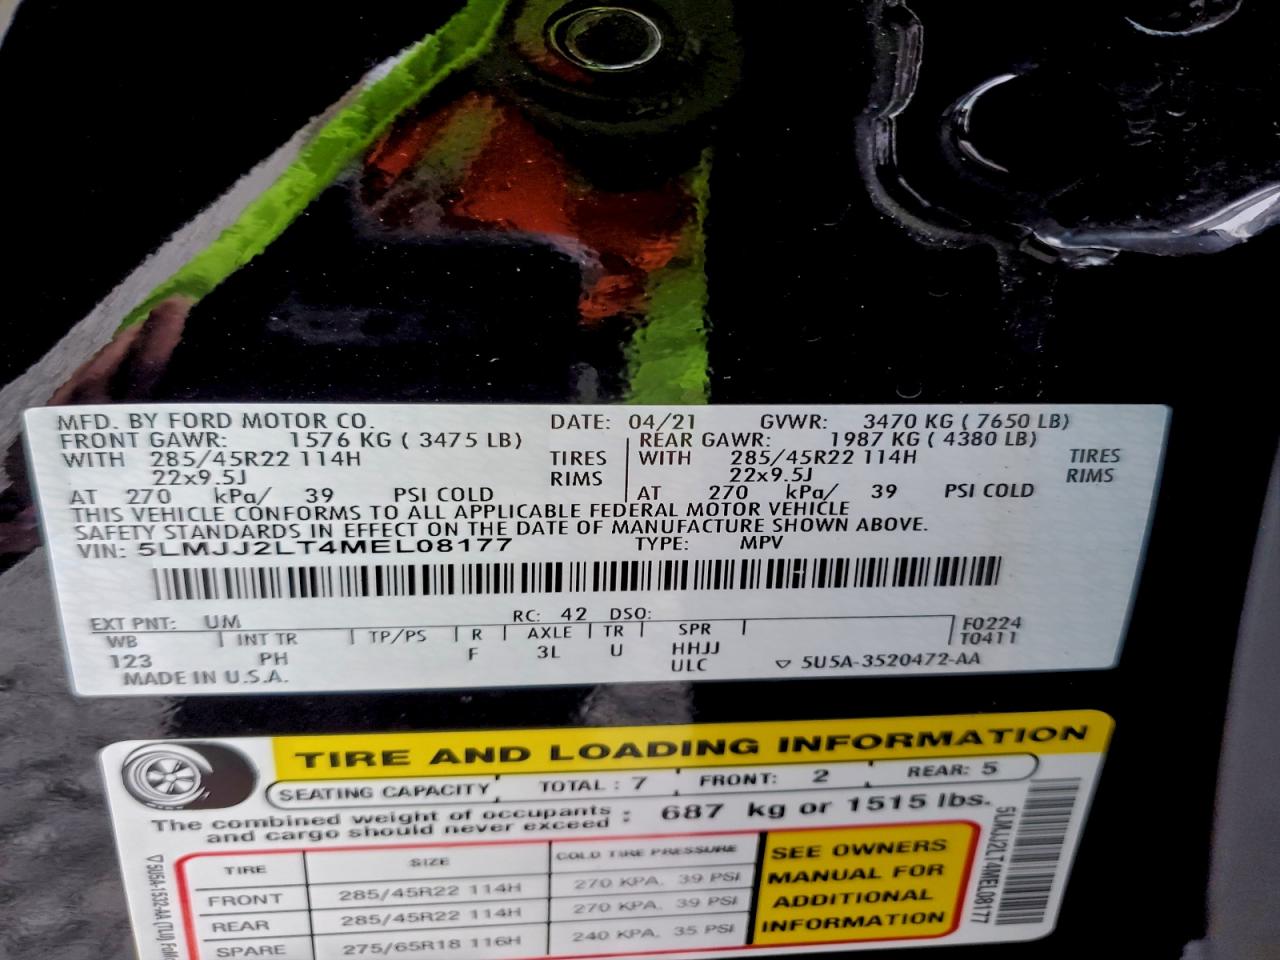 MFD. BY FORD MOTOR CO. DATE: 04/21 GVWR: 3470 KG ( 7650 LB)
FRONT GAWR: 1576 KG ( 3475 LB) REAR GAWR: 1987 KG ( 4380 LB)
WITH 285/45R22 114H TIRES WITH 285/45R22 114H TIRES
22x9.5J RIMS 22x9.5J RIMS
AT 270 kPa/ 39 PSI COLD AT 270 kPa/ 39 PSI COLD
THIS VEHICLE CONFORMS TO ALL APPLICABLE FEDERAL MOTOR VEHICLE
SAFETY STANDARDS IN EFFECT ON THE DATE OF MANUFACTURE SHOWN ABOVE.
VIN: 5LMJJ2LT4MEL08177 TYPE: MPV
EXT PNT: UM RC: 42 DSO: F0224
WB INT TR TP/PS R AXLE TR SPR T0411
123 PH F 3L U HHJJ
MADE IN U.S.A. ULC 5U5A-3520472-AA
TIRE AND LOADING INFORMATION
SEATING CAPACITY TOTAL : 7 FRONT: 2 REAR: 5
The combined weight of occupants
and cargo should never exceed : 687 kg or 1515 lbs.
TIRE SIZE COLD TIRE PRESSURE
FRONT 285/45R22 114H 270 KPA, 39 PSI
REAR 285/45R22 114H 270 KPA, 39 PSI
SPARE 275/65R18 116H 240 KPA, 35 PSI
SEE OWNERS
MANUAL FOR
ADDITIONAL
INFORMATION
5LMJJ2LT4MEL08177
5U5A-1532-AA (TLU)